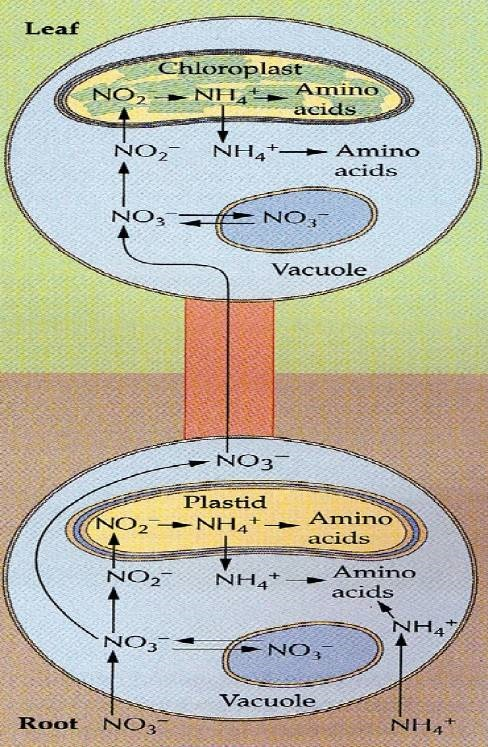 Leaf
Chloroplast
NO2 NH4+ Amino
acids
NO2- NH4+ Amino
acids
NO3- NO3-
Vacuole
NO3-
Plastid
NO2- NH4+ Amino
acids
NO2- NH4+ Amino
acids
NH4+
NO3- NO3-
Vacuole
Root NO3- NH4+